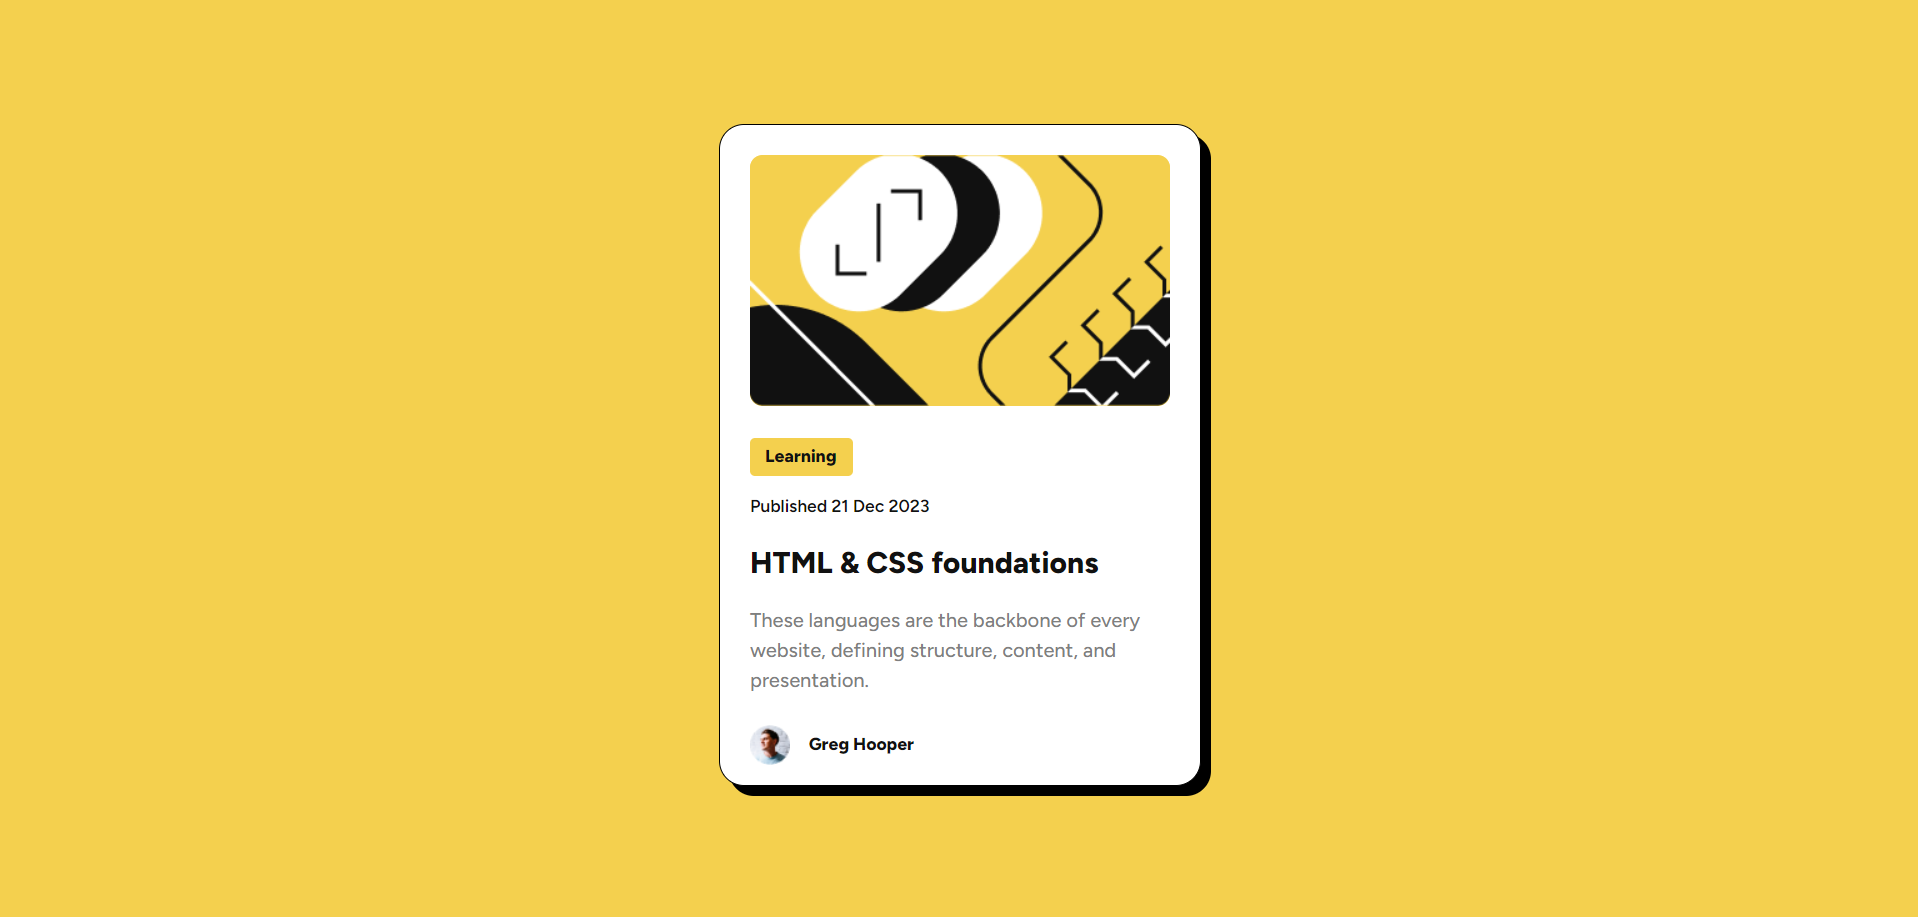 Learning
Published 21 Dec 2023
HTML & CSS foundations
These languages are the backbone of every
website, defining structure, content, and
presentation.
Greg Hooper